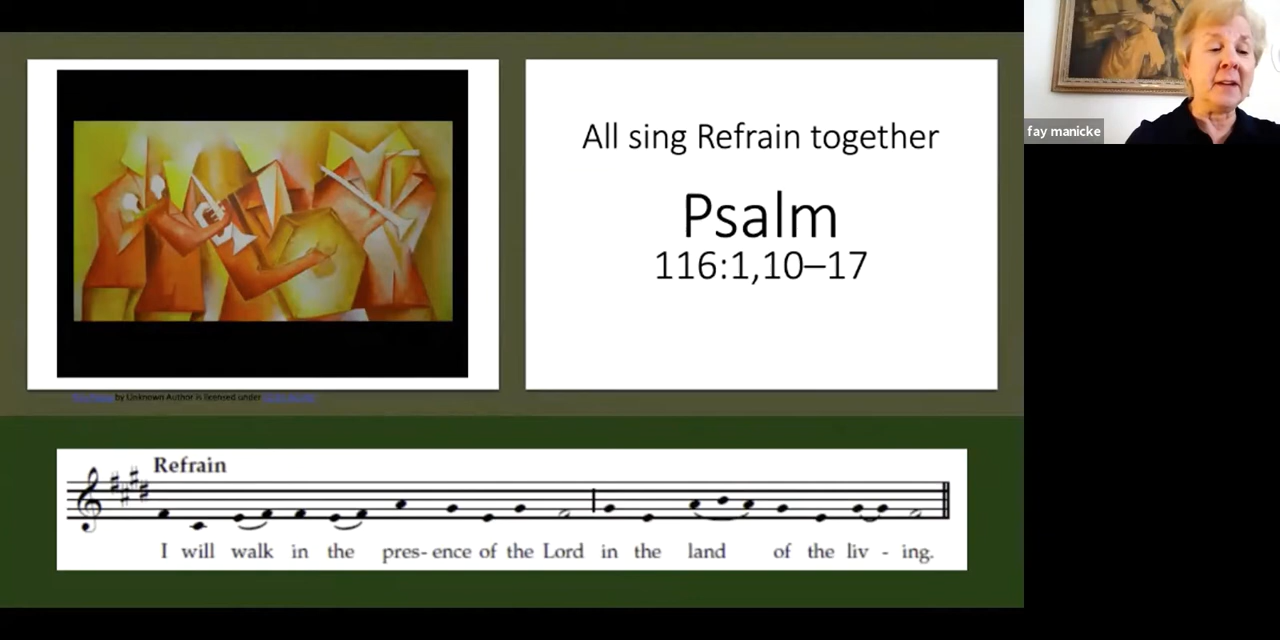 All sing Refrain together
Psalm
116:1,10–17
fay manicke
by Unknown Author is licensed under
Refrain
I will walk in the pres- ence of the Lord in the land of the liv - ing.